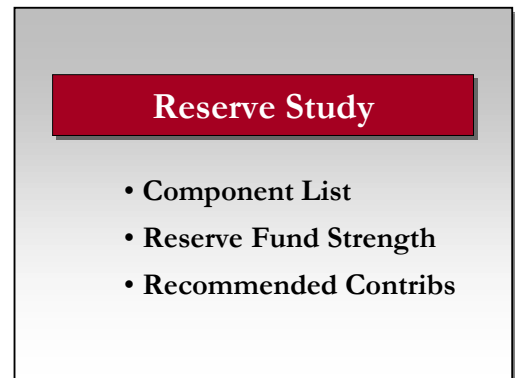 Reserve Study
• Component List
• Reserve Fund Strength
• Recommended Contribs